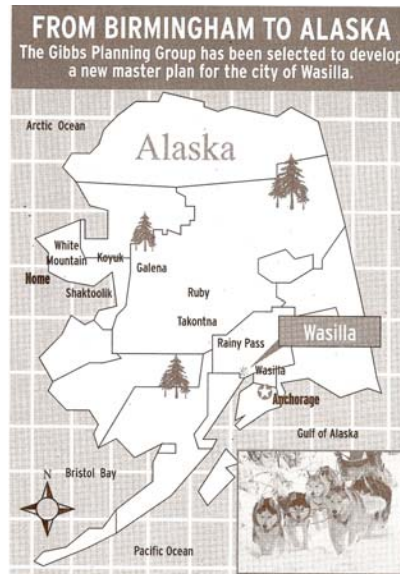 FROM BIRMINGHAM TO ALASKA
The Gibbs Planning Group has been selected to develop
a new master plan for the city of Wasilla.
Arctic Ocean
Alaska
White
Mountain
Koyuk
Galena
Nome
Shaktoolik
Ruby
Takontna
Rainy Pass
Wasilla
Wasilla
Anchorage
Gulf of Alaska
N
Bristol Bay
Pacific Ocean